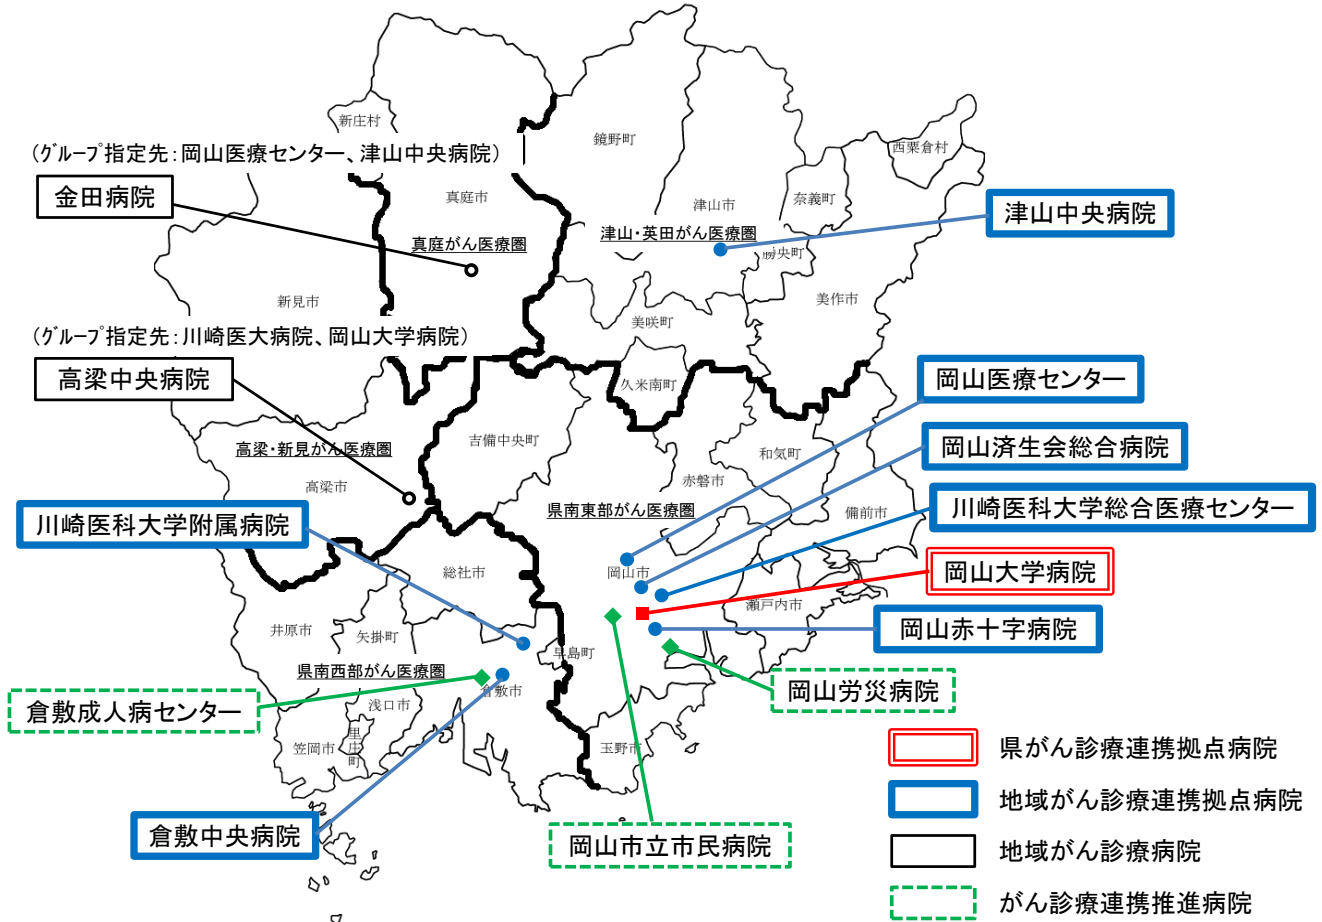 新庄村
鏡野町
西粟倉村
(グループ指定先:岡山医療センター、津山中央病院)
金田病院
真庭市
津山市
奈義町
津山中央病院
真庭がん医療圏
津山・英田がん医療圏
勝央町
新見市
美作市
美咲町
(グループ指定先:川崎医大病院、岡山大学病院)
高梁中央病院
久米南町
岡山医療センター
吉備中央町
高梁・新見がん医療圏
和気町
岡山済生会総合病院
赤磐市
高梁市
県南東部がん医療圏
備前市
川崎医科大学総合医療センター
川崎医科大学附属病院
総社市
岡山市
岡山大学病院
瀬戸内市
井原市
矢掛町
早島町
岡山赤十字病院
県南西部がん医療圏
倉敷市
岡山労災病院
倉敷成人病センター
浅口市
里庄町
笠岡市
玉野市
県がん診療連携拠点病院
地域がん診療連携拠点病院
倉敷中央病院
岡山市立市民病院
地域がん診療病院
がん診療連携推進病院